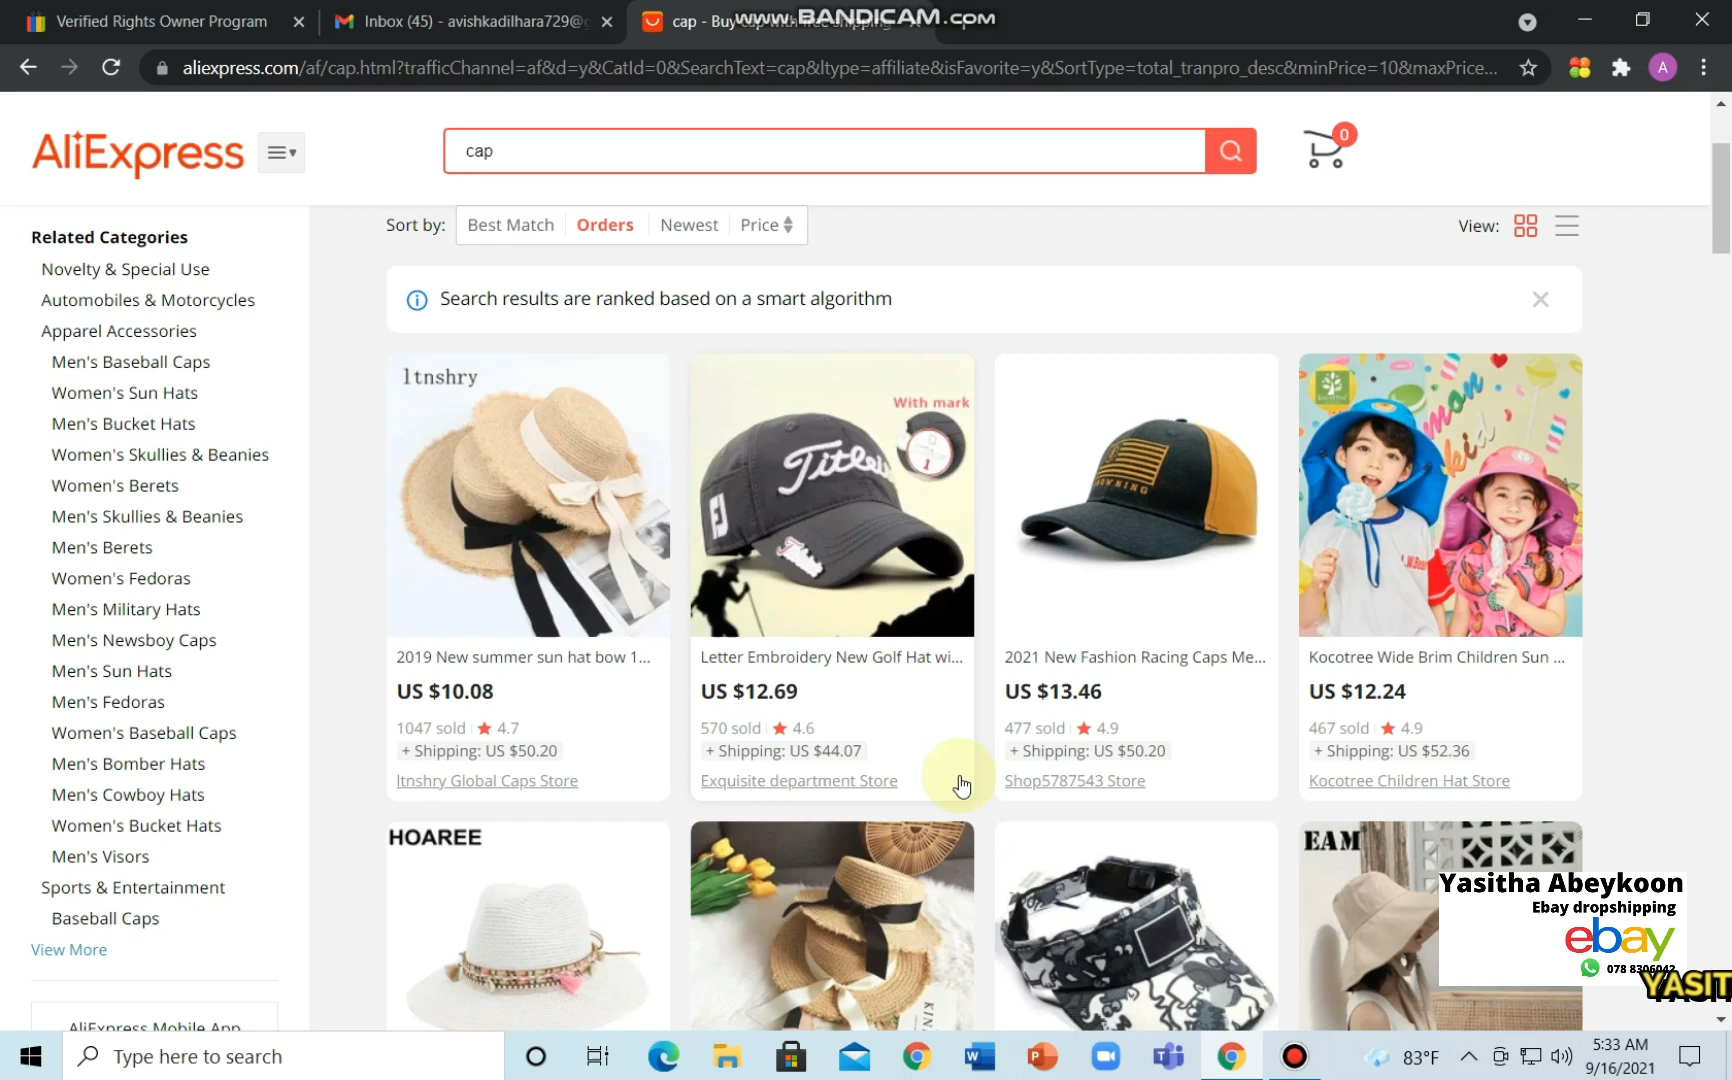 Verified Rights Owner Program
Inbox (45) - avishkadilhara729@
cap - Buy cap with free shipping
www.BANDICAM.com
aliexpress.com/af/cap.html?trafficChannel=af&d=y&CatId=0&SearchText=cap&ltype=affiliate&isFavorite=y&SortType=total_tranpro_desc&minPrice=10&maxPrice...
A
AliExpress
cap
0
Sort by:
Best Match
Orders
Newest
Price
View:
Search results are ranked based on a smart algorithm
Related Categories
Novelty & Special Use
Automobiles & Motorcycles
Apparel Accessories
Men's Baseball Caps
Women's Sun Hats
Men's Bucket Hats
Women's Skullies & Beanies
Women's Berets
Men's Skullies & Beanies
Men's Berets
Women's Fedoras
Men's Military Hats
Men's Newsboy Caps
Men's Sun Hats
Men's Fedoras
Women's Baseball Caps
Men's Bomber Hats
Men's Cowboy Hats
Women's Bucket Hats
Men's Visors
Sports & Entertainment
Baseball Caps
View More
AliExpress Mobile App
ltnshry
2019 New summer sun hat bow 1...
US $10.08
1047 sold
4.7
+ Shipping: US $50.20
ltnshry Global Caps Store
With mark
1
Titleis
FJ
Letter Embroidery New Golf Hat wi...
US $12.69
570 sold
4.6
+ Shipping: US $44.07
Exquisite department Store
2021 New Fashion Racing Caps Me...
US $13.46
477 sold
4.9
+ Shipping: US $50.20
Shop5787543 Store
kid
Kocotree Wide Brim Children Sun ...
US $12.24
467 sold
4.9
+ Shipping: US $52.36
Kocotree Children Hat Store
HOAREE
EAM
Yasitha Abeykoon
Ebay dropshipping
ebay
078 8306042
YASIT
Type here to search
83°F
5:33 AM
9/16/2021